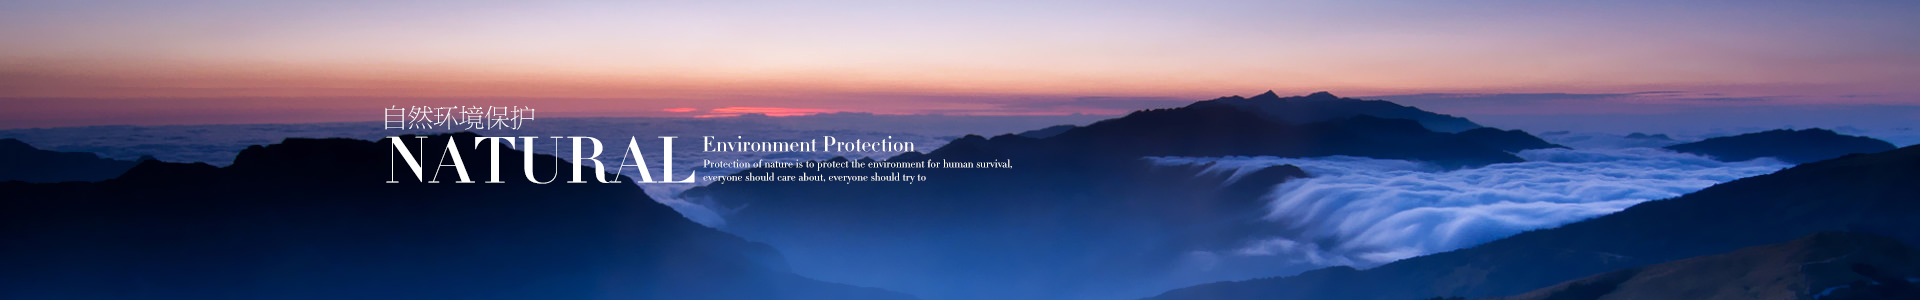 自然环境保护
NATURAL
Environment Protection
Protection of nature is to protect the environment for human survival,
everyone should care about, everyone should try to